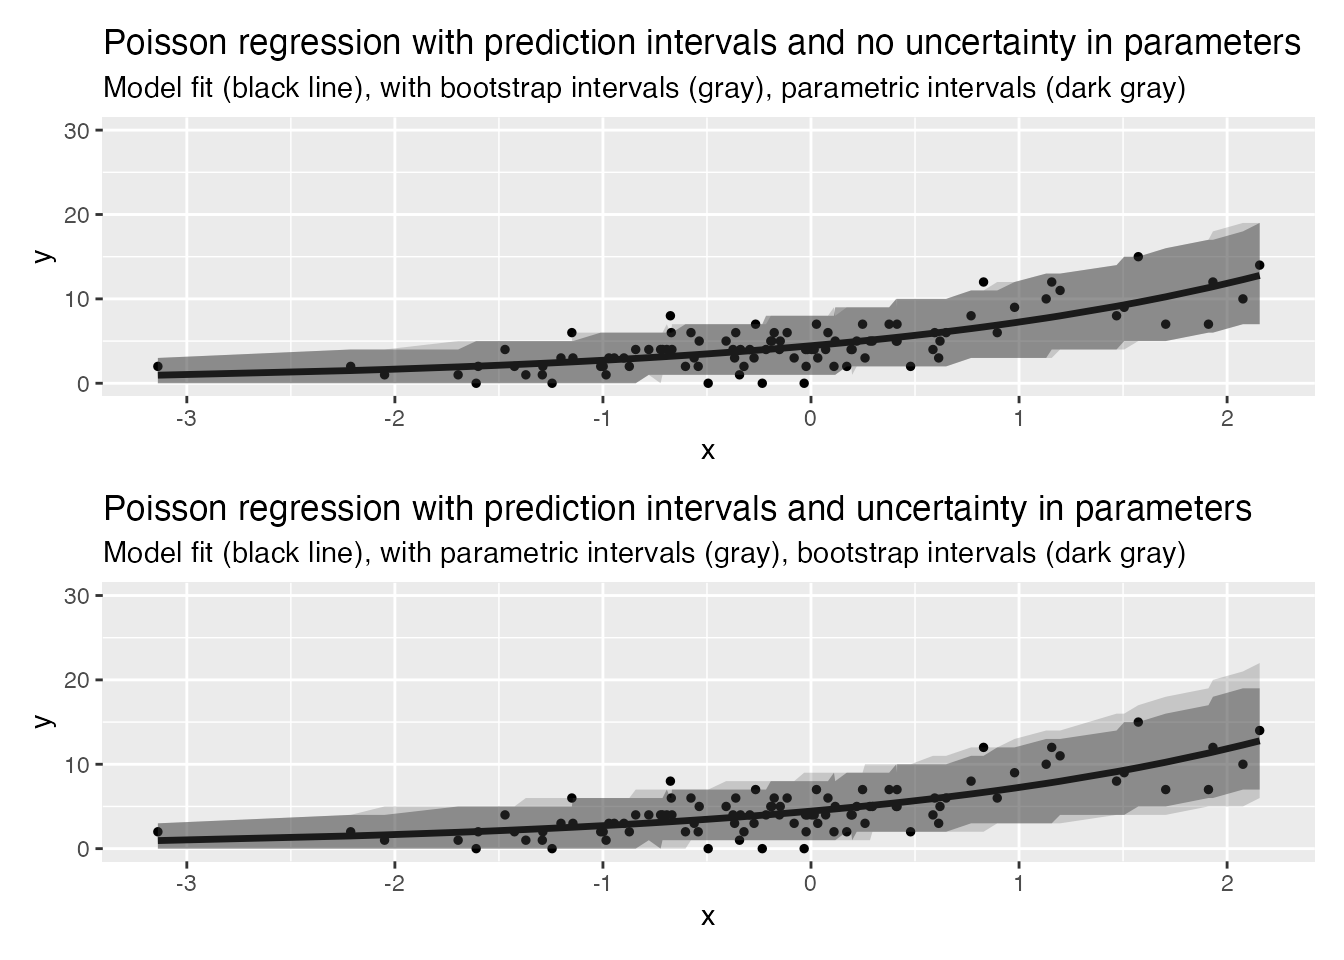 Poisson regression with prediction intervals and no uncertainty in parameters
Model fit (black line), with bootstrap intervals (gray), parametric intervals (dark gray)
30
20
10
0
y
-3 -2 -1 0 1 2
x
Poisson regression with prediction intervals and uncertainty in parameters
Model fit (black line), with parametric intervals (gray), bootstrap intervals (dark gray)
30
20
10
0
y
-3 -2 -1 0 1 2
x